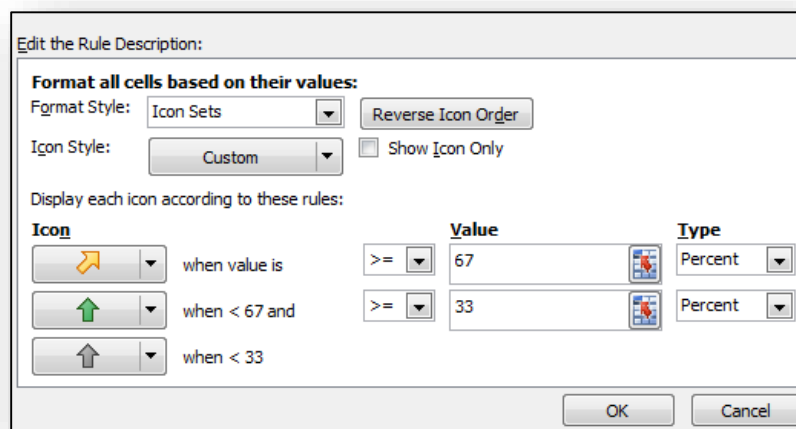 Edit the Rule Description:
Format all cells based on their values:
Format Style: Icon Sets Reverse Icon Order
Icon Style: Custom Show Icon Only
Display each icon according to these rules:
Icon Value Type
when value is >= 67 Percent
when < 67 and >= 33 Percent
when < 33
OK Cancel